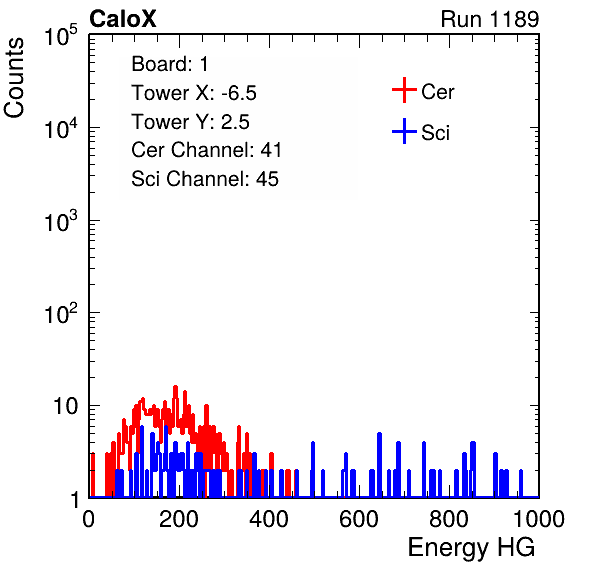 CaloX Run 1189
10^5
Counts
Board: 1
Tower X: -6.5
Tower Y: 2.5
Cer Channel: 41
Sci Channel: 45
Cer
Sci
10^4
10^3
10^2
10
1
0 200 400 600 800 1000
Energy HG